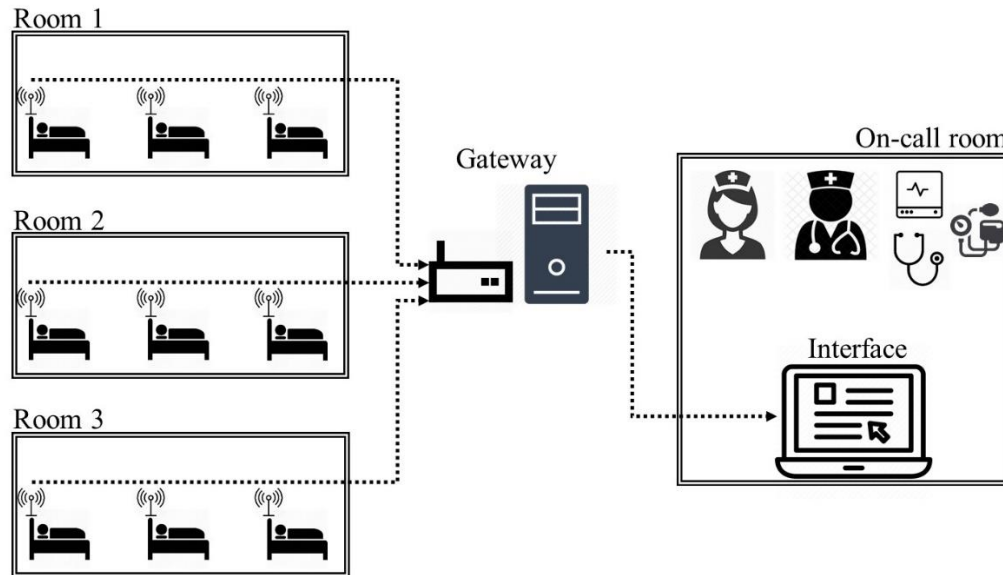 Room 1
Room 2
Room 3
Gateway
On-call room
Interface